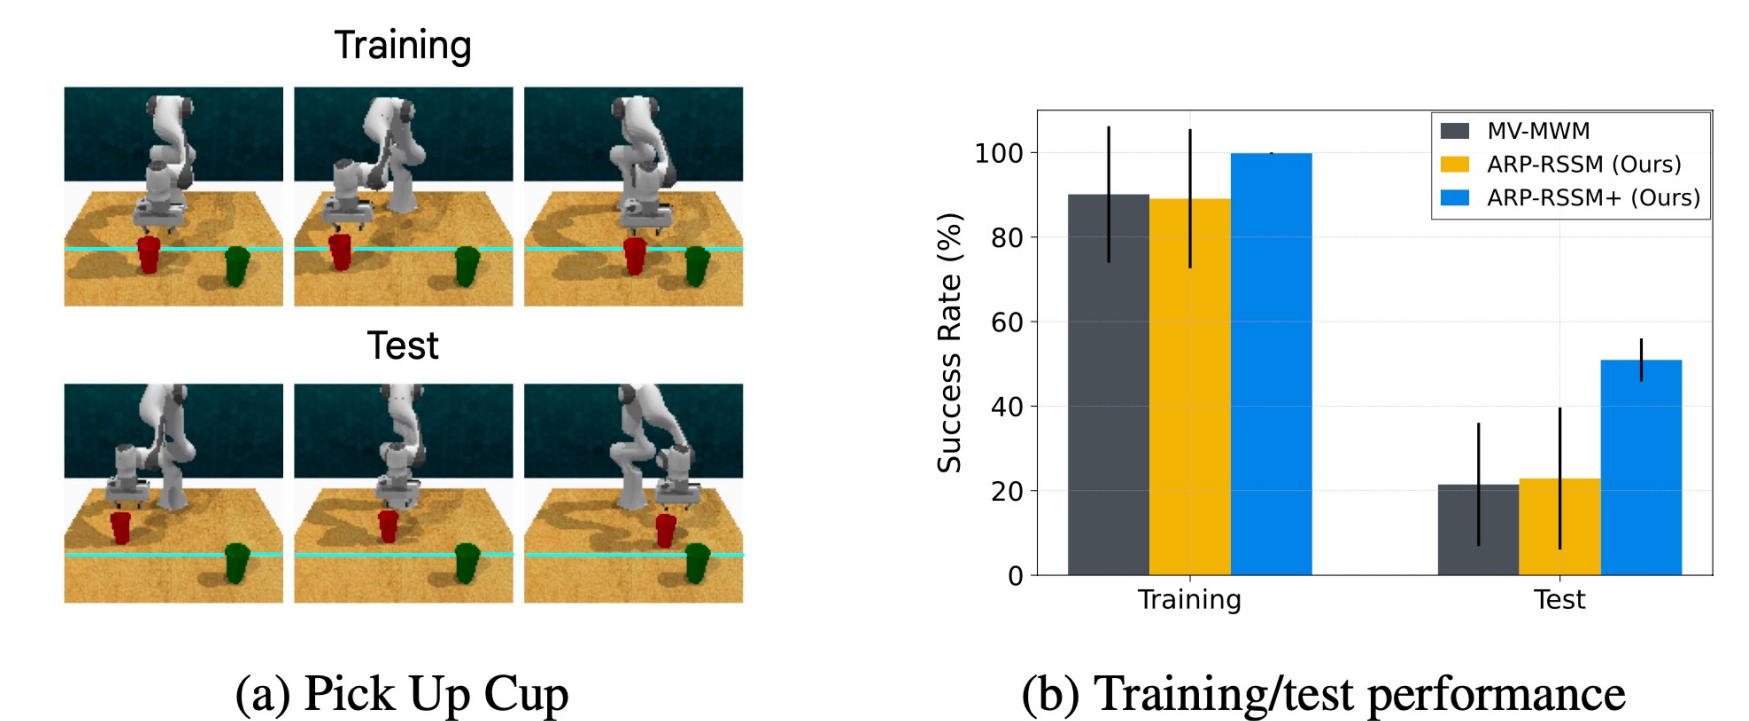 Training
Test
(a) Pick Up Cup
MV-MWM
ARP-RSSM (Ours)
ARP-RSSM+ (Ours)
Success Rate (%)
100
80
60
40
20
0
Training
Test
(b) Training/test performance